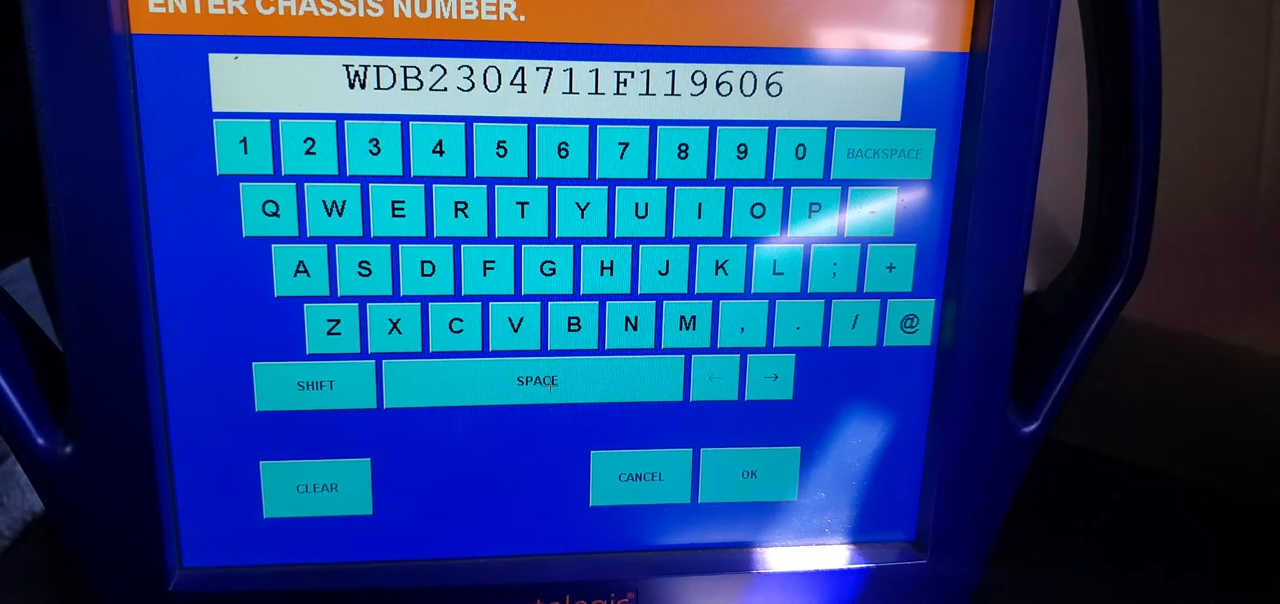 ENTER CHASSIS NUMBER.
WDB2304711F119606
1 2 3 4 5 6 7 8 9 0 BACKSPACE
Q W E R T Y U I O P -
A S D F G H J K L ; +
Z X C V B N M , . / @
SHIFT SPACE ← →
CLEAR CANCEL OK